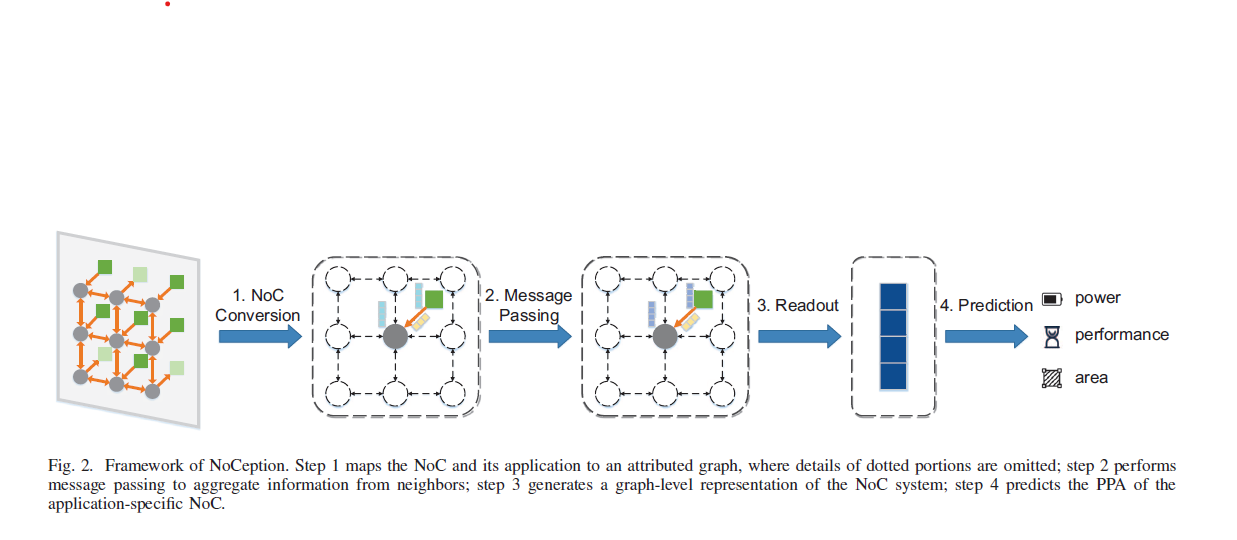 1. NoC
Conversion
2. Message
Passing
3. Readout
4. Prediction
power
performance
area
Fig. 2. Framework of NoCeption. Step 1 maps the NoC and its application to an attributed graph, where details of dotted portions are omitted; step 2 performs
message passing to aggregate information from neighbors; step 3 generates a graph-level representation of the NoC system; step 4 predicts the PPA of the
application-specific NoC.